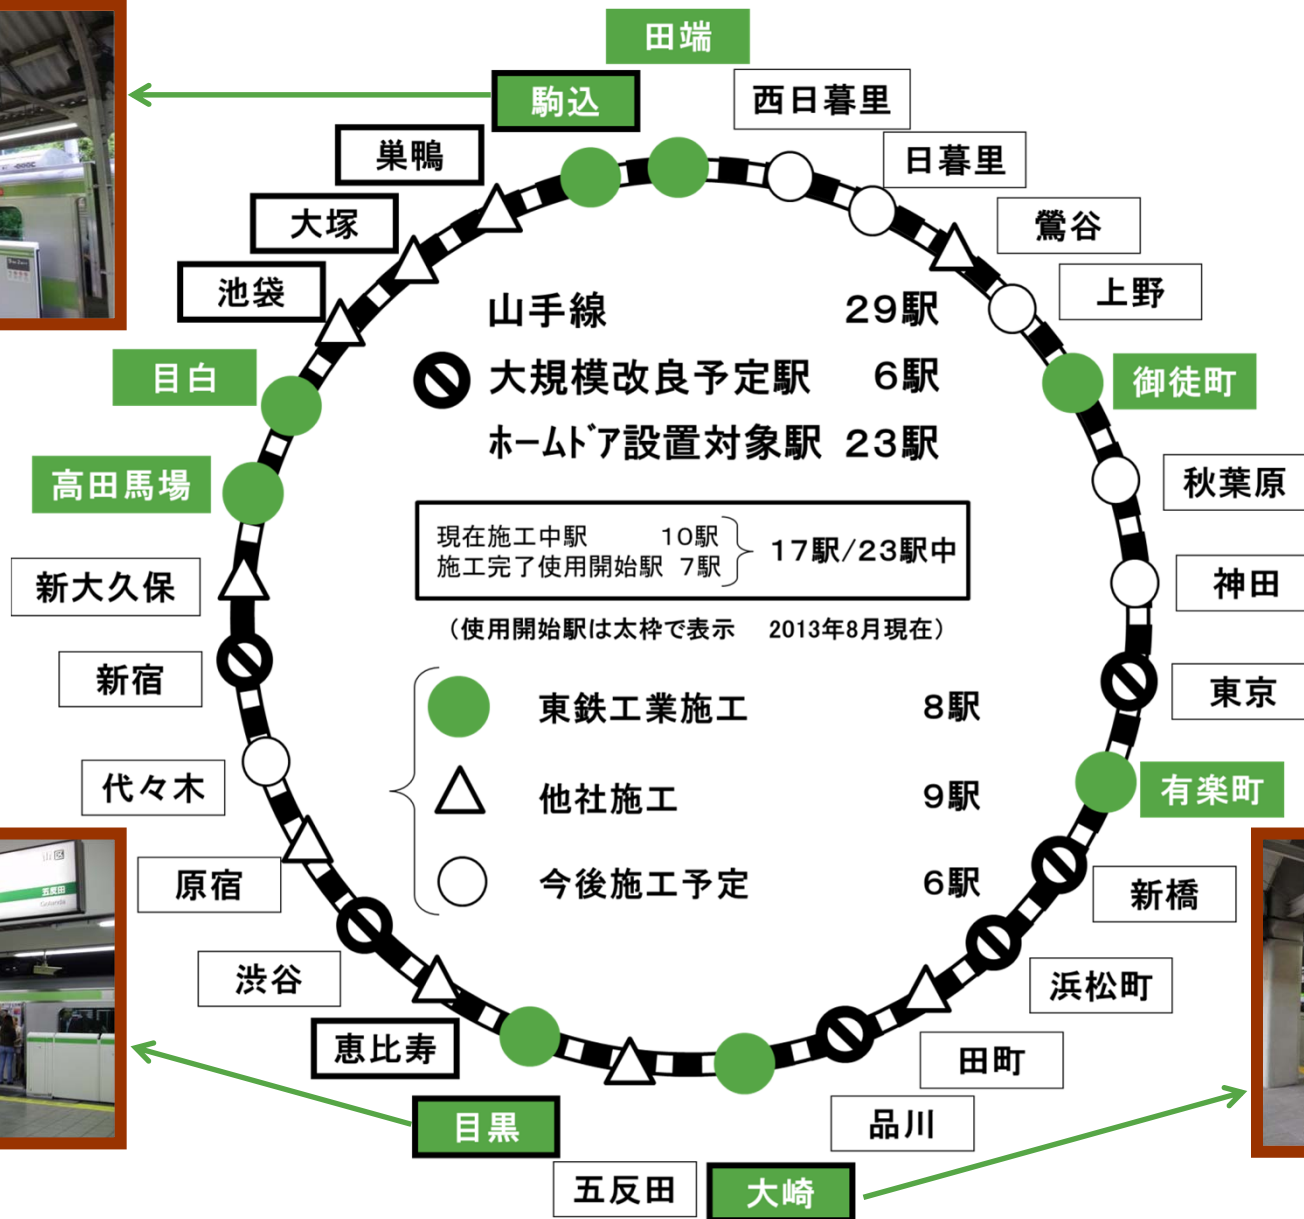 田端
駒込
西日暮里
巣鴨
日暮里
大塚
鶯谷
池袋
上野
山手線 29駅
目白
大規模改良予定駅 6駅
御徒町
ホームドア設置対象駅 23駅
高田馬場
秋葉原
現在施工中駅 10駅
施工完了使用開始駅 7駅
17駅/23駅中
新大久保
神田
（使用開始駅は太枠で表示 2013年8月現在）
新宿
東京
東鉄工業施工 8駅
代々木
他社施工 9駅
有楽町
原宿
今後施工予定 6駅
新橋
五反田
Gotanda
渋谷
浜松町
恵比寿
田町
目黒
品川
五反田
大崎